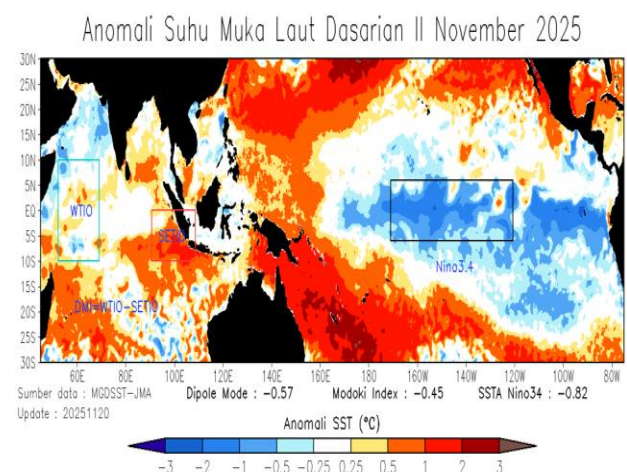 Anomali Suhu Muka Laut Dasarian II November 2025
30N
25N
20N
15N
10N
5N
EQ
5S
10S
15S
20S
25S
30S
WTIO
SETIO
Nino3.4
DMI=WTIO-SETIO
60E 80E 100E 120E 140E 160E 180 160W 140W 120W 100W 80W
Sumber data : MGDSST-JMA Dipole Mode : -0.57 Modoki Index : -0.45 SSTA Nino34 : -0.82
Update : 20251120
Anomali SST (°C)
-3 -2 -1 -0.5 -0.25 0.25 0.5 1 2 3